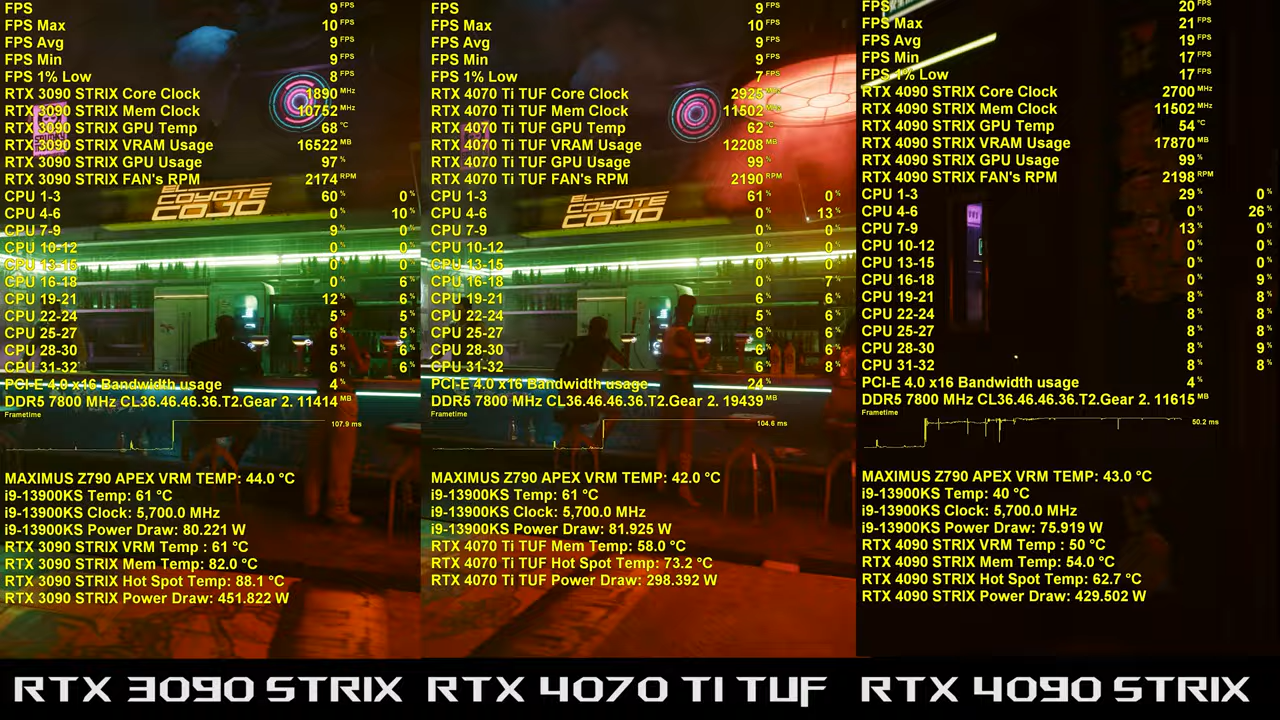 FPS 9 FPS
FPS Max 10 FPS
FPS Avg 9 FPS
FPS Min 9 FPS
FPS 1% Low 8 FPS
RTX 3090 STRIX Core Clock 1890 MHz
RTX 3090 STRIX Mem Clock 10752 MHz
RTX 3090 STRIX GPU Temp 68 °C
RTX 3090 STRIX VRAM Usage 16522 MB
RTX 3090 STRIX GPU Usage 97 %
RTX 3090 STRIX FAN's RPM 2174 RPM
CPU 1-3 60 % 0 %
CPU 4-6 0 % 10 %
CPU 7-9 9 % 0 %
CPU 10-12 0 % 0 %
CPU 13-15 0 % 0 %
CPU 16-18 0 % 6 %
CPU 19-21 12 % 6 %
CPU 22-24 5 % 5 %
CPU 25-27 6 % 5 %
CPU 28-30 5 % 6 %
CPU 31-32 6 % 6 %
PCI-E 4.0 x16 Bandwidth usage 4 %
DDR5 7800 MHz CL36.46.46.36.T2.Gear 2. 11414 MB
Frametime
107.9 ms
MAXIMUS Z790 APEX VRM TEMP: 44.0 °C
i9-13900KS Temp: 61 °C
i9-13900KS Clock: 5,700.0 MHz
i9-13900KS Power Draw: 80.221 W
RTX 3090 STRIX VRM Temp : 61 °C
RTX 3090 STRIX Mem Temp: 82.0 °C
RTX 3090 STRIX Hot Spot Temp: 88.1 °C
RTX 3090 STRIX Power Draw: 451.822 W
EL COYOTE
COJO
RTX 3090 STRIX
FPS 9 FPS
FPS Max 10 FPS
FPS Avg 9 FPS
FPS Min 9 FPS
FPS 1% Low 7 FPS
RTX 4070 Ti TUF Core Clock 2925 MHz
RTX 4070 Ti TUF Mem Clock 11502 MHz
RTX 4070 Ti TUF GPU Temp 62 °C
RTX 4070 Ti TUF VRAM Usage 12208 MB
RTX 4070 Ti TUF GPU Usage 99 %
RTX 4070 Ti TUF FAN's RPM 2190 RPM
CPU 1-3 61 % 0 %
CPU 4-6 0 % 13 %
CPU 7-9 0 % 0 %
CPU 10-12 0 % 0 %
CPU 13-15 0 % 0 %
CPU 16-18 0 % 7 %
CPU 19-21 6 % 6 %
CPU 22-24 5 % 6 %
CPU 25-27 6 % 6 %
CPU 28-30 6 % 6 %
CPU 31-32 6 % 8 %
PCI-E 4.0 x16 Bandwidth usage 24 %
DDR5 7800 MHz CL36.46.46.36.T2.Gear 2. 19439 MB
Frametime
104.6 ms
MAXIMUS Z790 APEX VRM TEMP: 42.0 °C
i9-13900KS Temp: 61 °C
i9-13900KS Clock: 5,700.0 MHz
i9-13900KS Power Draw: 81.925 W
RTX 4070 Ti TUF Mem Temp: 58.0 °C
RTX 4070 Ti TUF Hot Spot Temp: 73.2 °C
RTX 4070 Ti TUF Power Draw: 298.392 W
EL COYOTE
COJO
RTX 4070 TI TUF
FPS 20 FPS
FPS Max 21 FPS
FPS Avg 19 FPS
FPS Min 17 FPS
FPS 1% Low 17 FPS
RTX 4090 STRIX Core Clock 2700 MHz
RTX 4090 STRIX Mem Clock 11502 MHz
RTX 4090 STRIX GPU Temp 54 °C
RTX 4090 STRIX VRAM Usage 17870 MB
RTX 4090 STRIX GPU Usage 99 %
RTX 4090 STRIX FAN's RPM 2198 RPM
CPU 1-3 29 % 0 %
CPU 4-6 0 % 26 %
CPU 7-9 13 % 0 %
CPU 10-12 0 % 0 %
CPU 13-15 0 % 0 %
CPU 16-18 0 % 9 %
CPU 19-21 8 % 8 %
CPU 22-24 8 % 8 %
CPU 25-27 8 % 8 %
CPU 28-30 8 % 9 %
CPU 31-32 8 % 8 %
PCI-E 4.0 x16 Bandwidth usage 4 %
DDR5 7800 MHz CL36.46.46.36.T2.Gear 2. 11615 MB
Frametime
50.2 ms
MAXIMUS Z790 APEX VRM TEMP: 43.0 °C
i9-13900KS Temp: 40 °C
i9-13900KS Clock: 5,700.0 MHz
i9-13900KS Power Draw: 75.919 W
RTX 4090 STRIX VRM Temp : 50 °C
RTX 4090 STRIX Mem Temp: 54.0 °C
RTX 4090 STRIX Hot Spot Temp: 62.7 °C
RTX 4090 STRIX Power Draw: 429.502 W
RTX 4090 STRIX